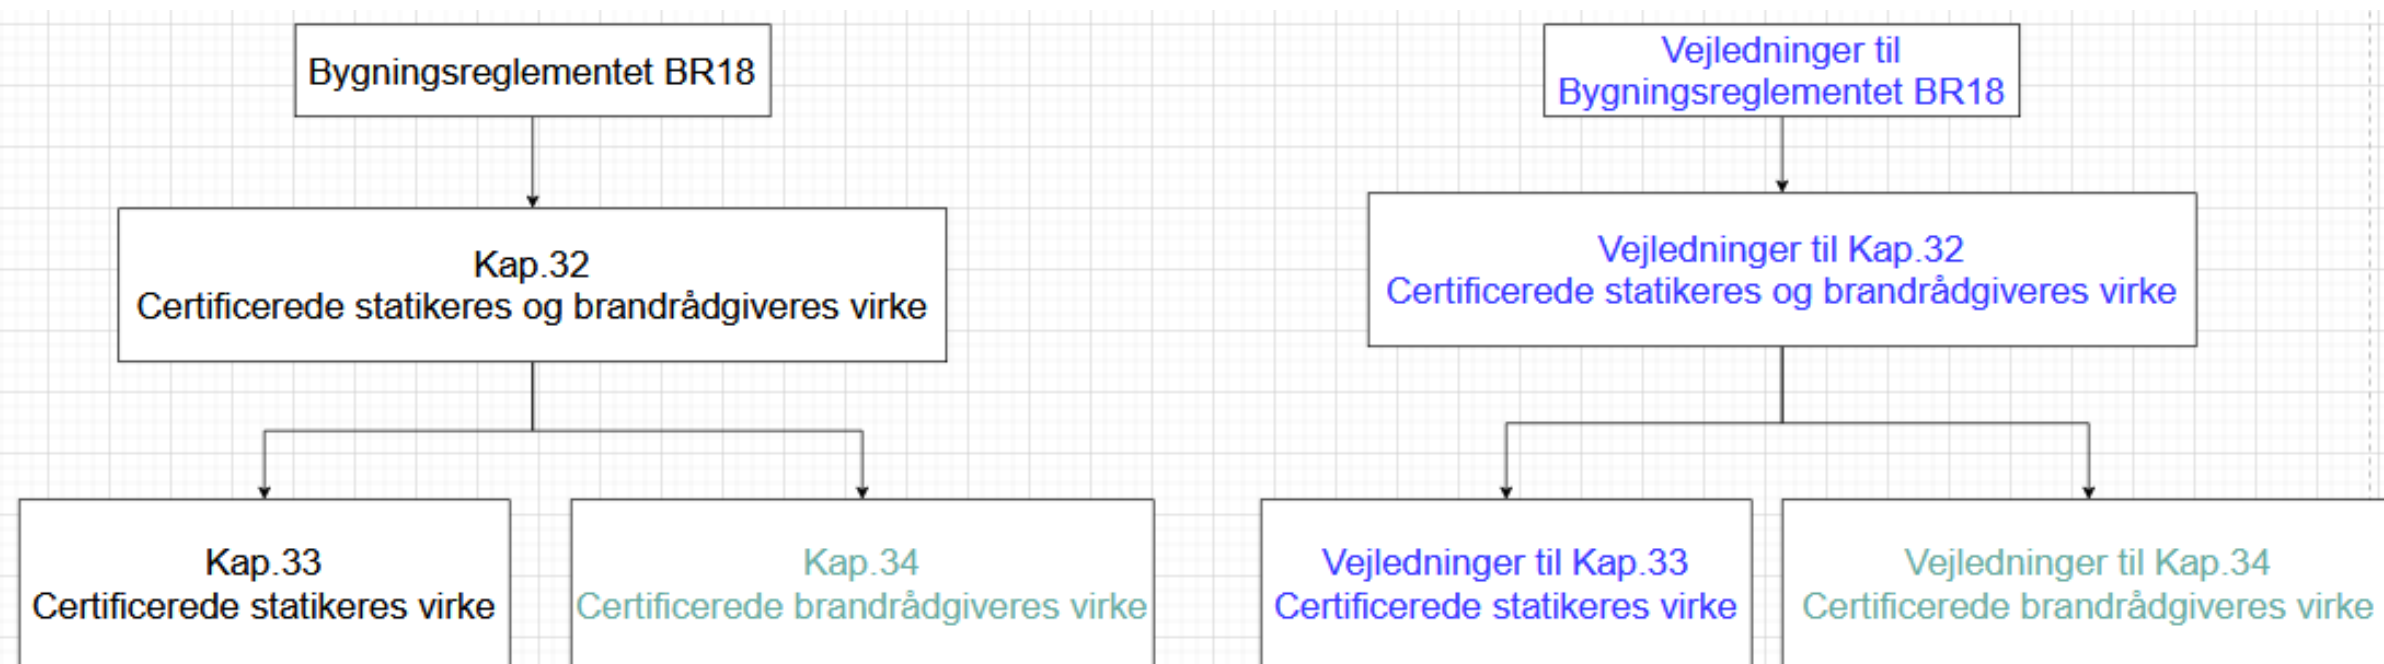 Bygningsreglementet BR18
Kap.32
Certificerede statikeres og brandrådgiveres virke
Kap.33
Certificerede statikeres virke
Kap.34
Certificerede brandrådgiveres virke
Vejledninger til
Bygningsreglementet BR18
Vejledninger til Kap.32
Certificerede statikeres og brandrådgiveres virke
Vejledninger til Kap.33
Certificerede statikeres virke
Vejledninger til Kap.34
Certificerede brandrådgiveres virke